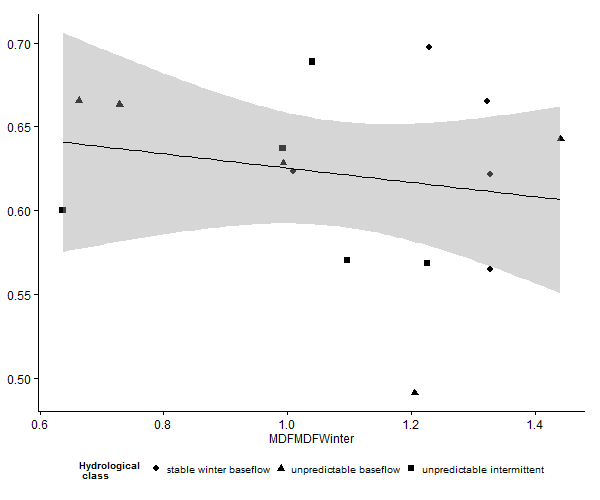 0.70
0.65
0.60
0.55
0.50
0.6 0.8 1.0 1.2 1.4
MDFMDFWinter
Hydrological
class
stable winter baseflow unpredictable baseflow unpredictable intermittent